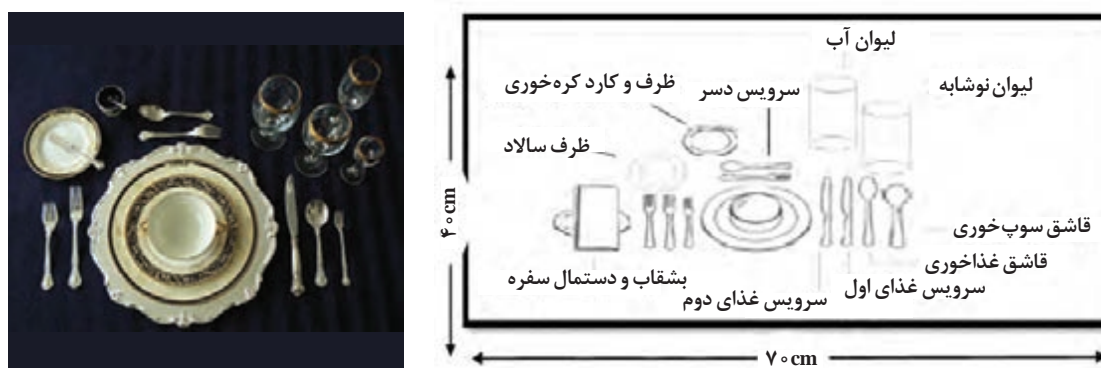 لیوان آب
لیوان نوشابه
ظرف و کارد کره‌خوری
سرویس دسر
ظرف سالاد
۴۰cm
قاشق سوپ‌خوری
قاشق غذاخوری
سرویس غذای اول
سرویس غذای دوم
بشقاب و دستمال سفره
۷۰cm